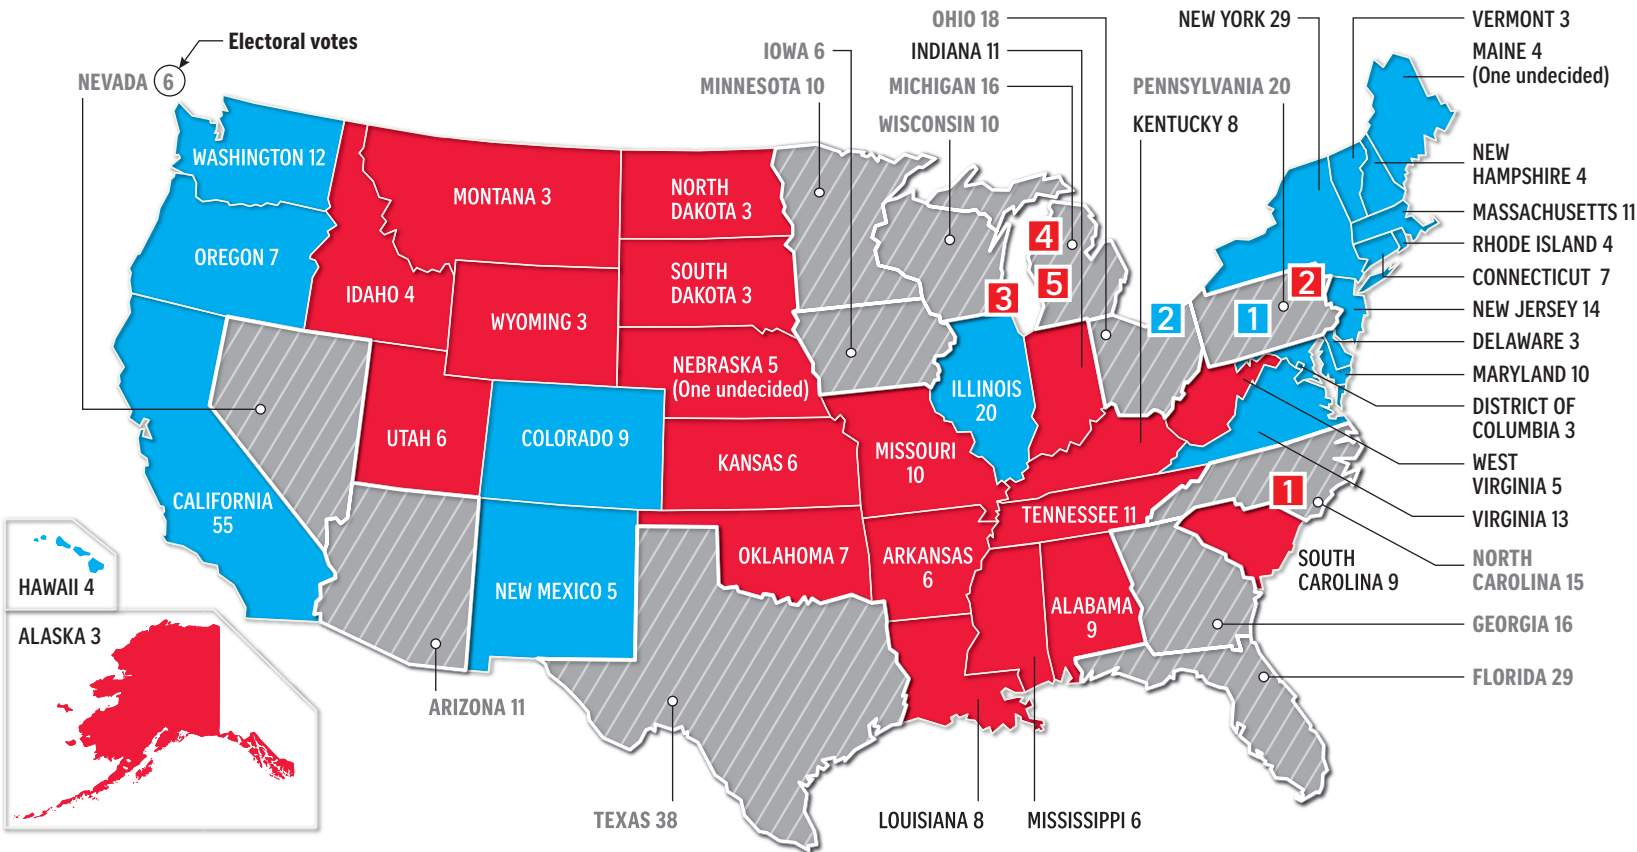 OHIO 18
NEW YORK 29
VERMONT 3
Electoral votes
NEVADA 6
IOWA 6
INDIANA 11
MAINE 4
(One undecided)
MINNESOTA 10
MICHIGAN 16
PENNSYLVANIA 20
WISCONSIN 10
KENTUCKY 8
WASHINGTON 12
MONTANA 3
NORTH
DAKOTA 3
NEW
HAMPSHIRE 4
MASSACHUSETTS 11
OREGON 7
4
RHODE ISLAND 4
SOUTH
DAKOTA 3
IDAHO 4
5
2
CONNECTICUT 7
3
WYOMING 3
2
1
NEW JERSEY 14
DELAWARE 3
NEBRASKA 5
(One undecided)
ILLINOIS
20
MARYLAND 10
DISTRICT OF
COLUMBIA 3
UTAH 6
COLORADO 9
KANSAS 6
MISSOURI
10
WEST
VIRGINIA 5
CALIFORNIA
55
1
TENNESSEE 11
VIRGINIA 13
OKLAHOMA 7
ARKANSAS
6
SOUTH
CAROLINA 9
NORTH
CAROLINA 15
HAWAII 4
NEW MEXICO 5
ALABAMA
9
GEORGIA 16
ALASKA 3
FLORIDA 29
ARIZONA 11
TEXAS 38
LOUISIANA 8
MISSISSIPPI 6